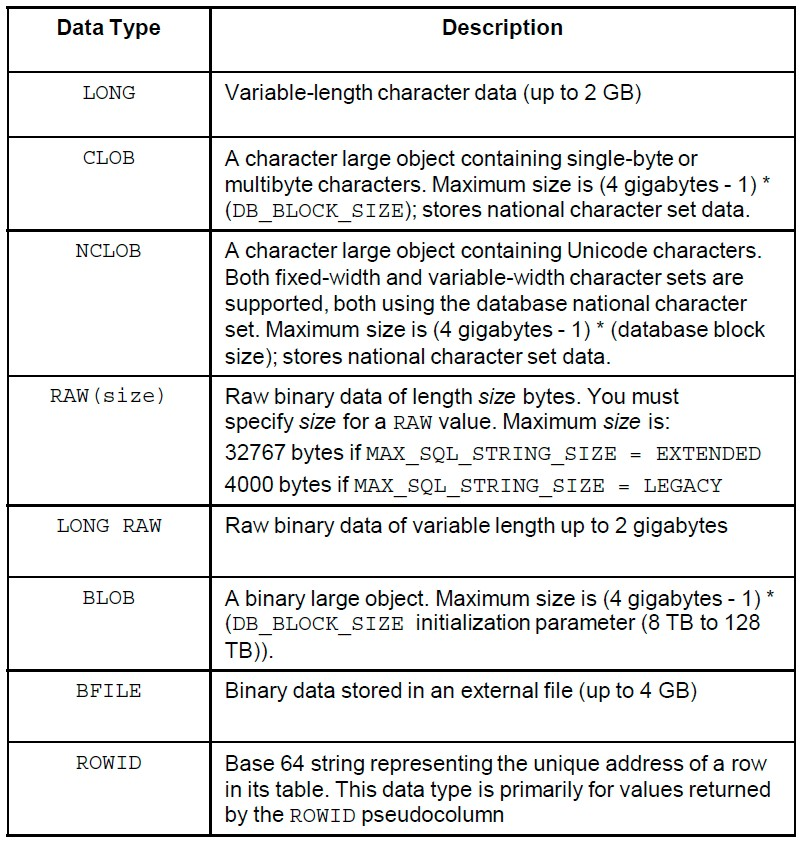 Data Type Description
LONG Variable-length character data (up to 2 GB)
CLOB A character large object containing single-byte or
multibyte characters. Maximum size is (4 gigabytes - 1) *
(DB_BLOCK_SIZE); stores national character set data.
NCLOB A character large object containing Unicode characters.
Both fixed-width and variable-width character sets are
supported, both using the database national character
set. Maximum size is (4 gigabytes - 1) * (database block
size); stores national character set data.
RAW(size) Raw binary data of length size bytes. You must
specify size for a RAW value. Maximum size is:
32767 bytes if MAX_SQL_STRING_SIZE = EXTENDED
4000 bytes if MAX_SQL_STRING_SIZE = LEGACY
LONG RAW Raw binary data of variable length up to 2 gigabytes
BLOB A binary large object. Maximum size is (4 gigabytes - 1) *
(DB_BLOCK_SIZE initialization parameter (8 TB to 128
TB)).
BFILE Binary data stored in an external file (up to 4 GB)
ROWID Base 64 string representing the unique address of a row
in its table. This data type is primarily for values returned
by the ROWID pseudocolumn